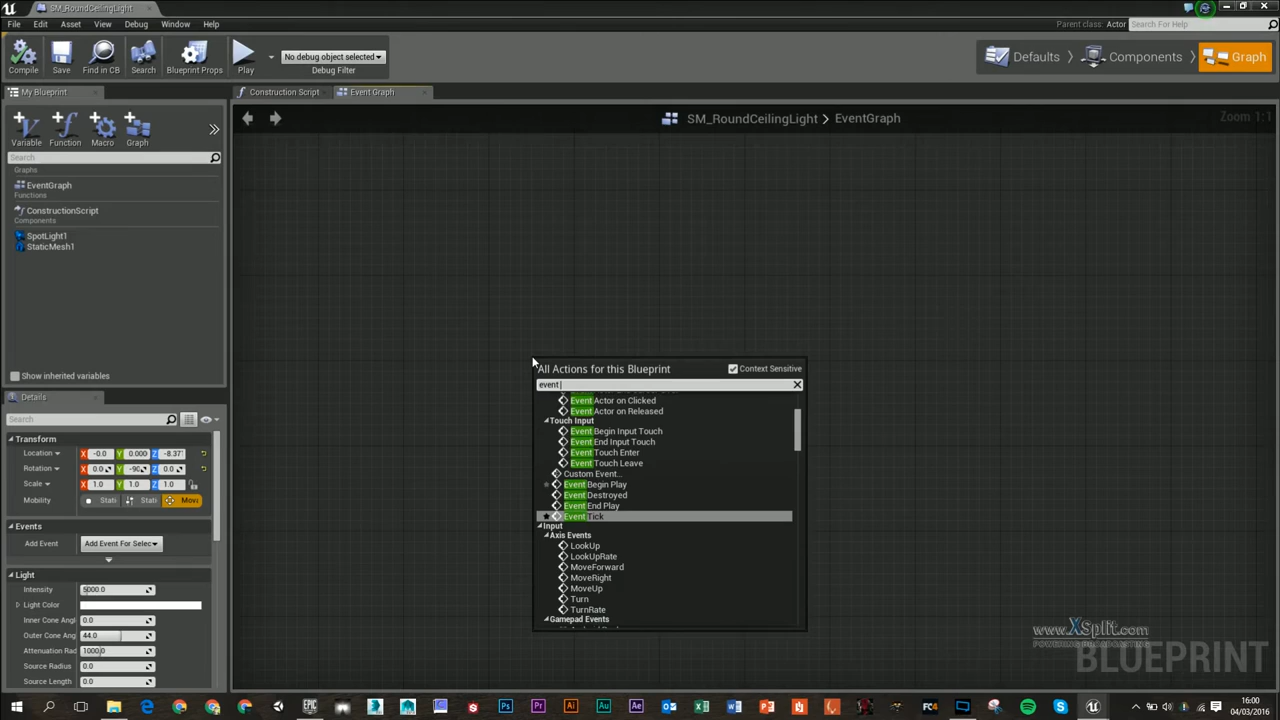 SM_RoundCeilingLight
File Edit Asset View Debug Window Help
Parent class: Actor Search For Help
Compile Save Find in CB Search Blueprint Props Play
No debug object selected
Debug Filter
Defaults Components Graph
My Blueprint
Construction Script Event Graph
Variable Function Macro Graph
SM_RoundCeilingLight > EventGraph
Zoom 1:1
Search
Graphs
EventGraph
Functions
ConstructionScript
Components
SpotLight1
StaticMesh1
Show inherited variables
Details
Search
Transform
Location X -0.0 Y 0.000 Z -8.37
Rotation X 0.0 Y -90 Z 0.0
Scale X 1.0 Y 1.0 Z 1.0
Mobility Stati Stati Mova
Events
Add Event Add Event For Selec
Light
Intensity 5000.0
Light Color
Inner Cone Angl 0.0
Outer Cone Ang 44.0
Attenuation Rad 1000.0
Source Radius 0.0
Source Lengt 0.0
All Actions for this Blueprint
Context Sensitive
event
Event Actor on Clicked
Event Actor on Released
Touch Input
Event Begin Input Touch
Event End Input Touch
Event Touch Enter
Event Touch Leave
Custom Event...
Event Begin Play
Event Destroyed
Event End Play
Event Tick
Input
Axis Events
LookUp
LookUpRate
MoveForward
MoveRight
MoveUp
Turn
TurnRate
Gamepad Events
www.XSplit.com
BLUEPRINT
16:00
04/03/2016